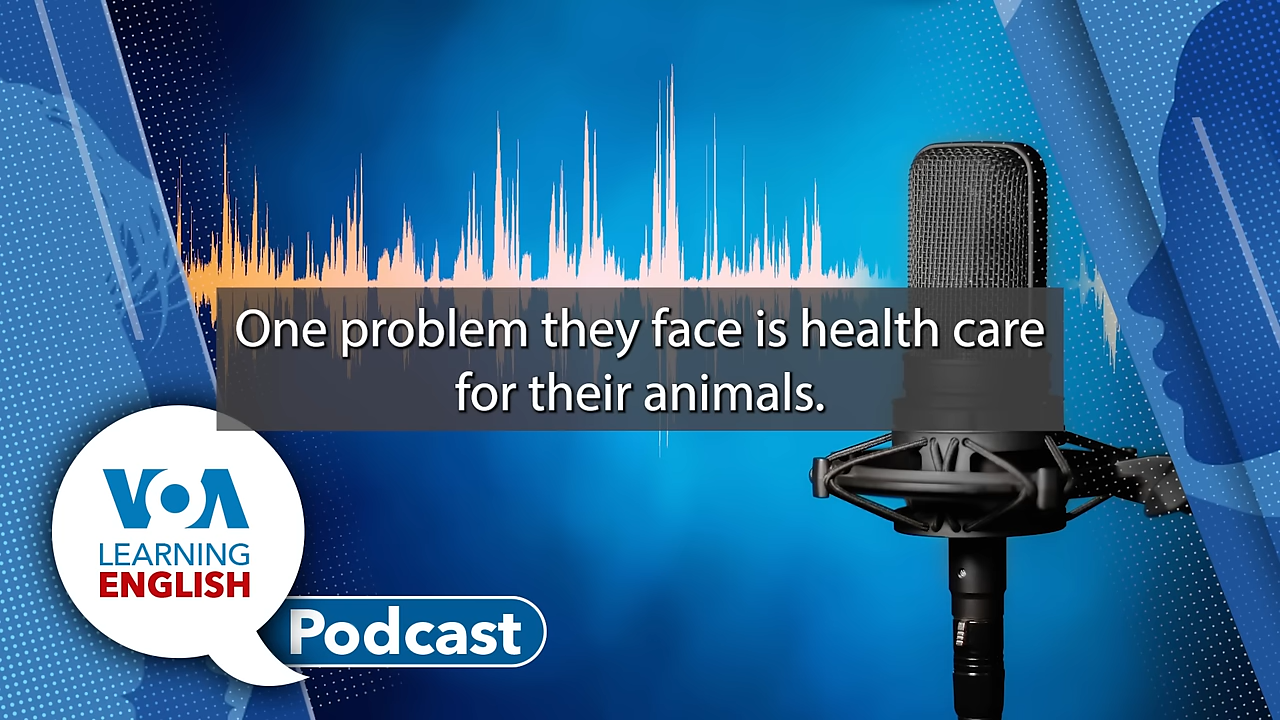 One problem they face is health care
for their animals.
VOA
LEARNING
ENGLISH
Podcast